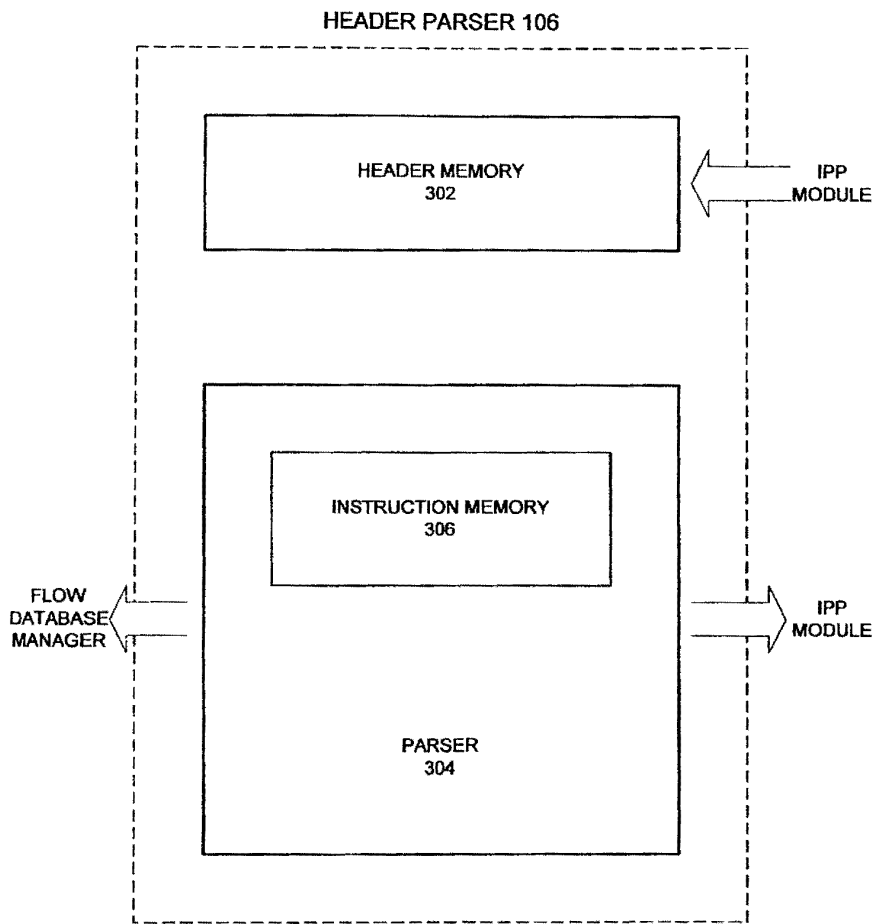 HEADER PARSER 106
HEADER MEMORY
302
IPP
MODULE
INSTRUCTION MEMORY
306
FLOW
DATABASE
MANAGER
IPP
MODULE
PARSER
304